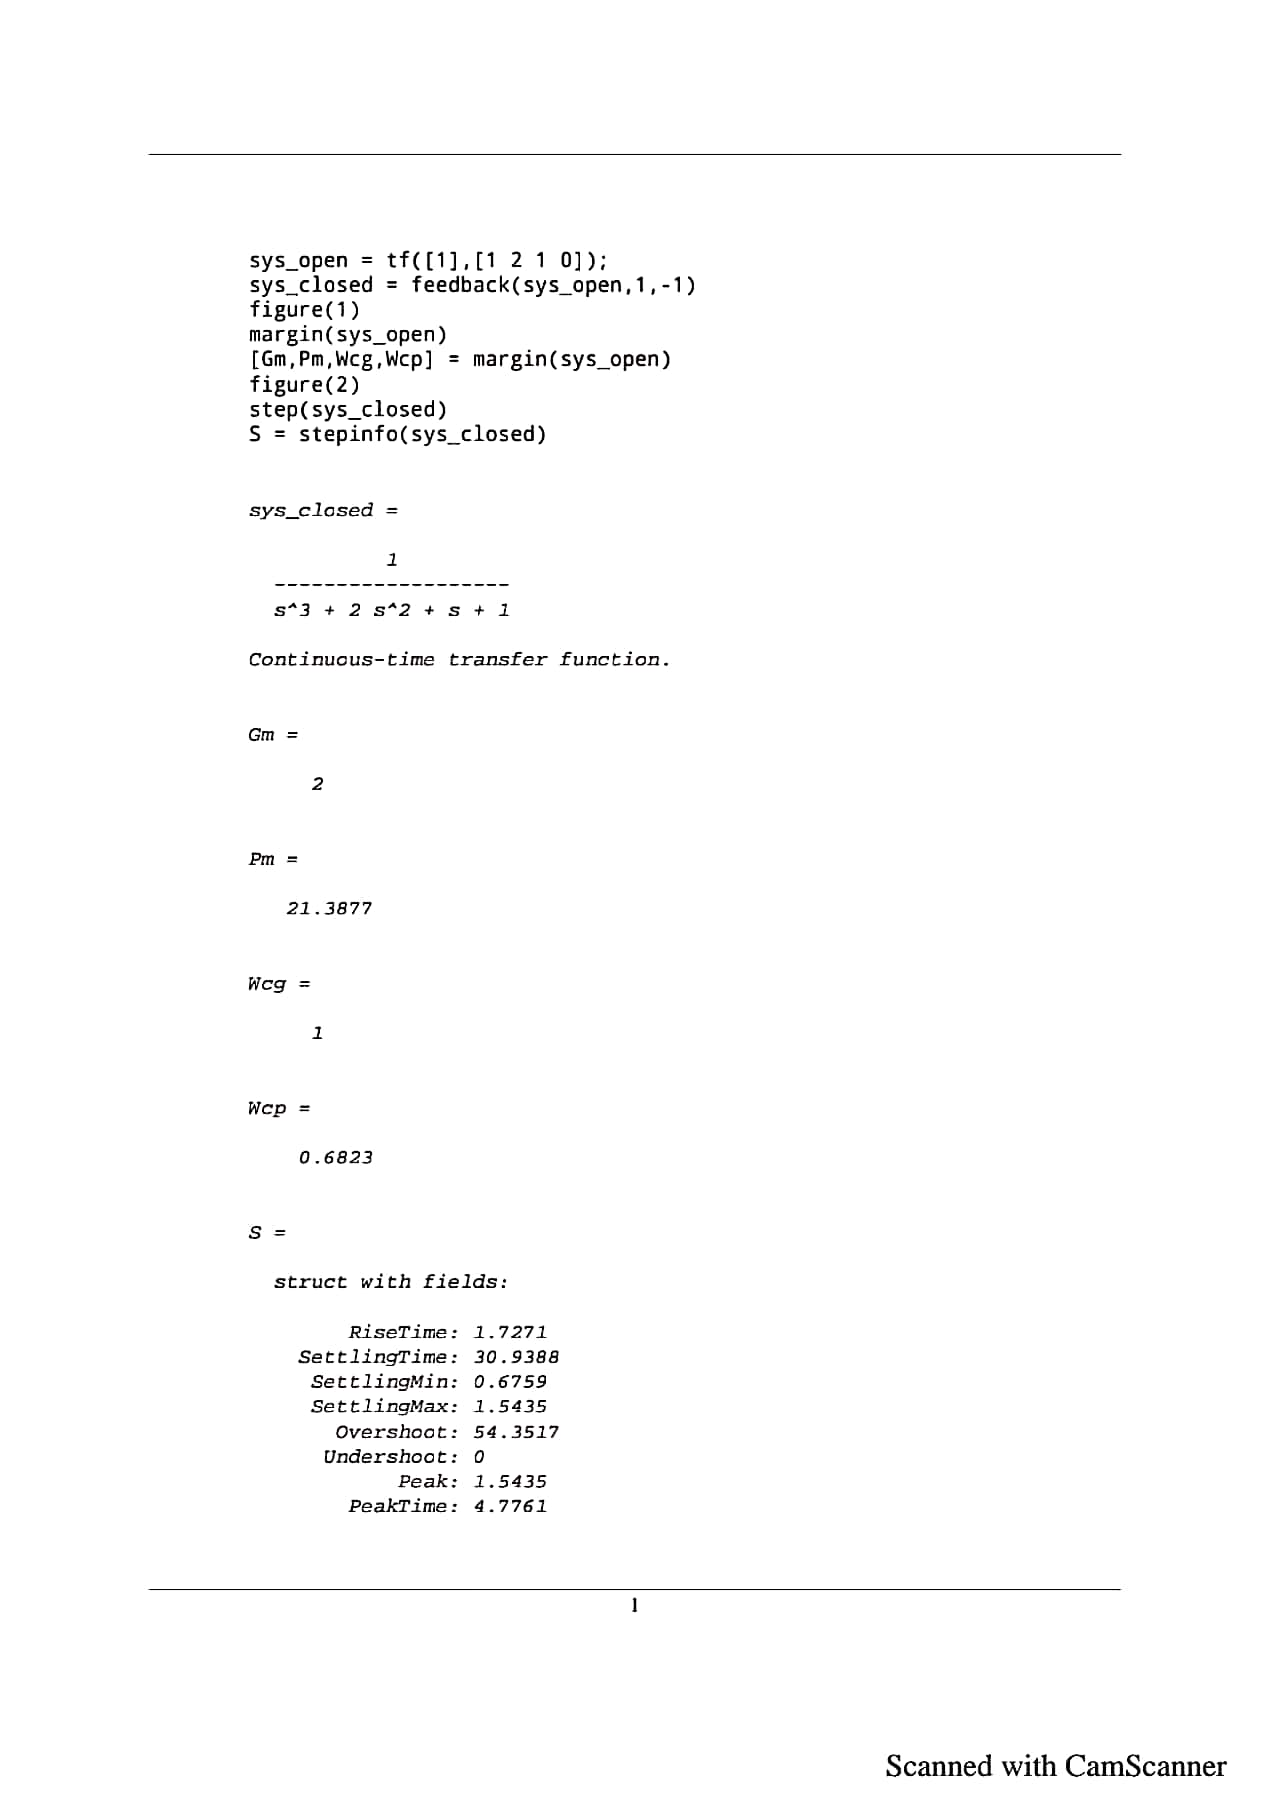 sys_open = tf([1],[1 2 1 0]);
sys_closed = feedback(sys_open,1,-1)
figure(1)
margin(sys_open)
[Gm,Pm,Wcg,Wcp] = margin(sys_open)
figure(2)
step(sys_closed)
S = stepinfo(sys_closed)
sys_closed =
1
-------------------
s^3 + 2 s^2 + s + 1
Continuous-time transfer function.
Gm =
2
Pm =
21.3877
Wcg =
1
Wcp =
0.6823
S =
struct with fields:
RiseTime: 1.7271
SettlingTime: 30.9388
SettlingMin: 0.6759
SettlingMax: 1.5435
Overshoot: 54.3517
Undershoot: 0
Peak: 1.5435
PeakTime: 4.7761
1
Scanned with CamScanner